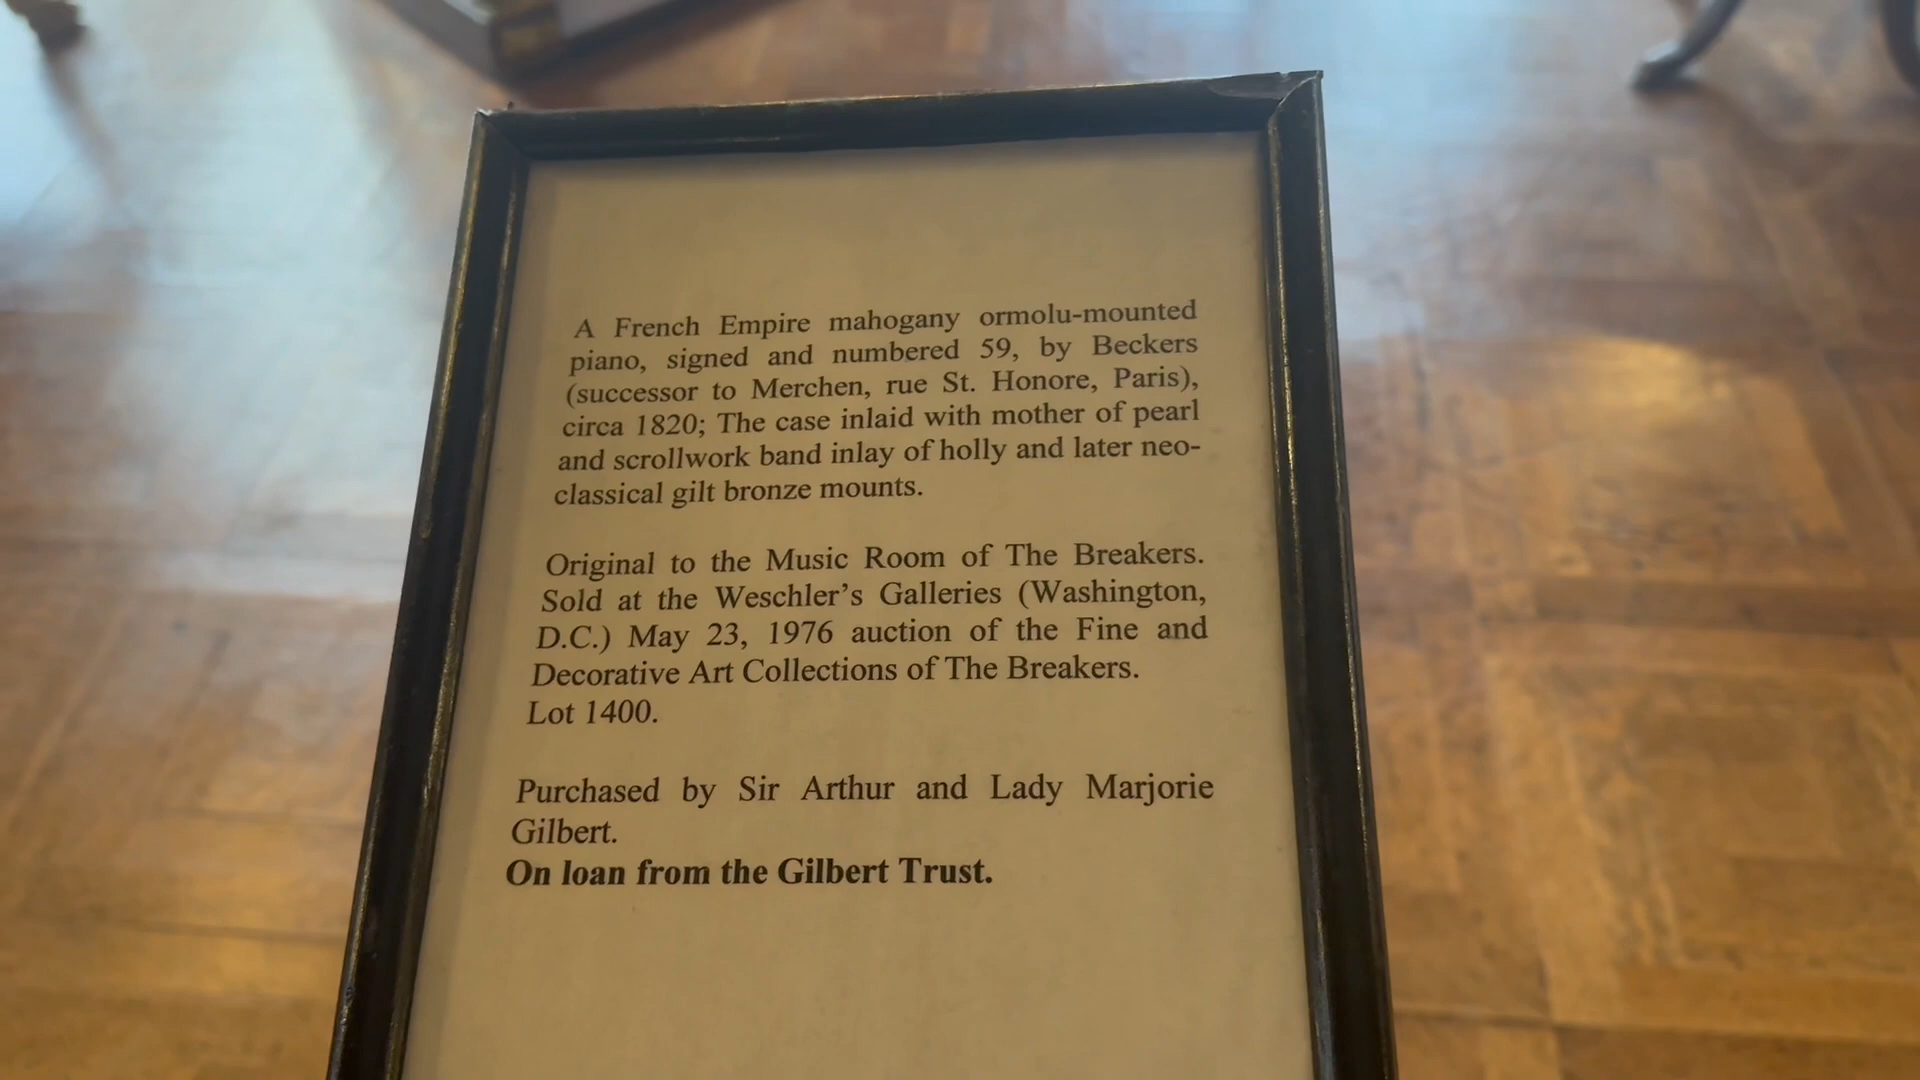 A French Empire mahogany ormolu-mounted
piano, signed and numbered 59, by Beckers
(successor to Merchen, rue St. Honore, Paris),
circa 1820; The case inlaid with mother of pearl
and scrollwork band inlay of holly and later neo-
classical gilt bronze mounts.
Original to the Music Room of The Breakers.
Sold at the Weschler's Galleries (Washington,
D.C.) May 23, 1976 auction of the Fine and
Decorative Art Collections of The Breakers.
Lot 1400.
Purchased by Sir Arthur and Lady Marjorie
Gilbert.
On loan from the Gilbert Trust.